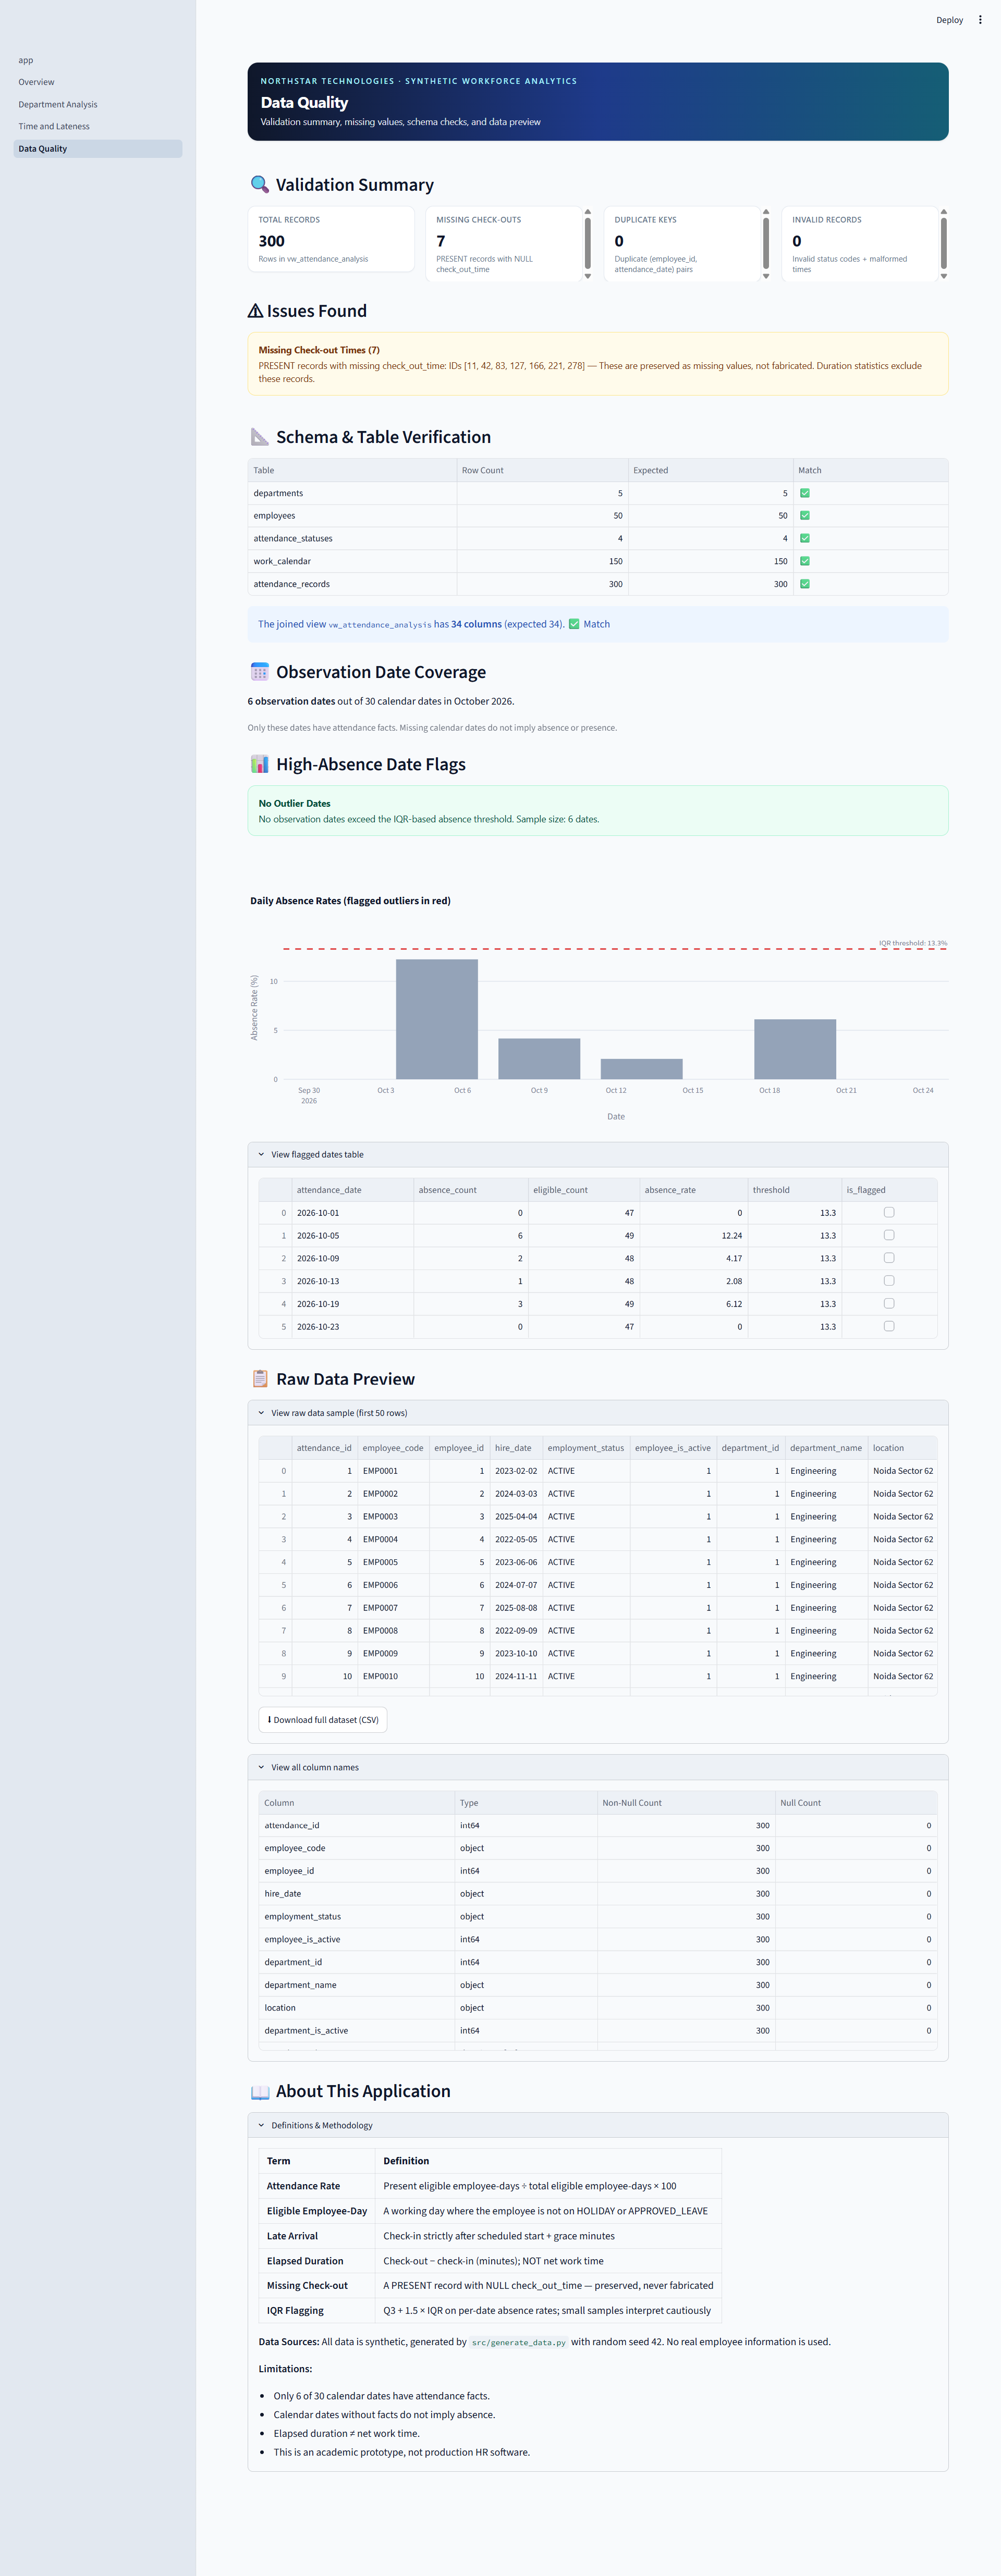 Deploy
app
Overview
Department Analysis
Time and Lateness
Data Quality
NORTHSTAR TECHNOLOGIES · SYNTHETIC WORKFORCE ANALYTICS
Data Quality
Validation summary, missing values, schema checks, and data preview
Validation Summary
TOTAL RECORDS
300
Rows in vw_attendance_analysis
MISSING CHECK-OUTS
7
PRESENT records with NULL
check_out_time
DUPLICATE KEYS
0
Duplicate (employee_id,
attendance_date) pairs
INVALID RECORDS
0
Invalid status codes + malformed
times
Issues Found
Missing Check-out Times (7)
PRESENT records with missing check_out_time: IDs [11, 42, 83, 127, 166, 221, 278] — These are preserved as missing values, not fabricated. Duration statistics exclude
these records.
Schema & Table Verification
Table Row Count Expected Match
departments 5 5 ✅
employees 50 50 ✅
attendance_statuses 4 4 ✅
work_calendar 150 150 ✅
attendance_records 300 300 ✅
The joined view vw_attendance_analysis has 34 columns (expected 34). ✅ Match
Observation Date Coverage
6 observation dates out of 30 calendar dates in October 2026.
Only these dates have attendance facts. Missing calendar dates do not imply absence or presence.
High-Absence Date Flags
No Outlier Dates
No observation dates exceed the IQR-based absence threshold. Sample size: 6 dates.
Daily Absence Rates (flagged outliers in red)
IQR threshold: 13.3%
Absence Rate (%)
10
5
0
Sep 30 Oct 3 Oct 6 Oct 9 Oct 12 Oct 15 Oct 18 Oct 21 Oct 24
2026
Date
View flagged dates table
attendance_date absence_count eligible_count absence_rate threshold is_flagged
0 2026-10-01 0 47 0 13.3
1 2026-10-05 6 49 12.24 13.3
2 2026-10-09 2 48 4.17 13.3
3 2026-10-13 1 48 2.08 13.3
4 2026-10-19 3 49 6.12 13.3
5 2026-10-23 0 47 0 13.3
Raw Data Preview
View raw data sample (first 50 rows)
attendance_id employee_code employee_id hire_date employment_status employee_is_active department_id department_name location
0 1 EMP0001 1 2023-02-02 ACTIVE 1 1 Engineering Noida Sector 62
1 2 EMP0002 2 2024-03-03 ACTIVE 1 1 Engineering Noida Sector 62
2 3 EMP0003 3 2025-04-04 ACTIVE 1 1 Engineering Noida Sector 62
3 4 EMP0004 4 2022-05-05 ACTIVE 1 1 Engineering Noida Sector 62
4 5 EMP0005 5 2023-06-06 ACTIVE 1 1 Engineering Noida Sector 62
5 6 EMP0006 6 2024-07-07 ACTIVE 1 1 Engineering Noida Sector 62
6 7 EMP0007 7 2025-08-08 ACTIVE 1 1 Engineering Noida Sector 62
7 8 EMP0008 8 2022-09-09 ACTIVE 1 1 Engineering Noida Sector 62
8 9 EMP0009 9 2023-10-10 ACTIVE 1 1 Engineering Noida Sector 62
9 10 EMP0010 10 2024-11-11 ACTIVE 1 1 Engineering Noida Sector 62
⬇ Download full dataset (CSV)
View all column names
Column Type Non-Null Count Null Count
attendance_id int64 300 0
employee_code object 300 0
employee_id int64 300 0
hire_date object 300 0
employment_status object 300 0
employee_is_active int64 300 0
department_id int64 300 0
department_name object 300 0
location object 300 0
department_is_active int64 300 0
About This Application
Definitions & Methodology
Term Definition
Attendance Rate Present eligible employee-days ÷ total eligible employee-days × 100
Eligible Employee-Day A working day where the employee is not on HOLIDAY or APPROVED_LEAVE
Late Arrival Check-in strictly after scheduled start + grace minutes
Elapsed Duration Check-out − check-in (minutes); NOT net work time
Missing Check-out A PRESENT record with NULL check_out_time — preserved, never fabricated
IQR Flagging Q3 + 1.5 × IQR on per-date absence rates; small samples interpret cautiously
Data Sources: All data is synthetic, generated by src/generate_data.py with random seed 42. No real employee information is used.
Limitations:
• Only 6 of 30 calendar dates have attendance facts.
• Calendar dates without facts do not imply absence.
• Elapsed duration ≠ net work time.
• This is an academic prototype, not production HR software.